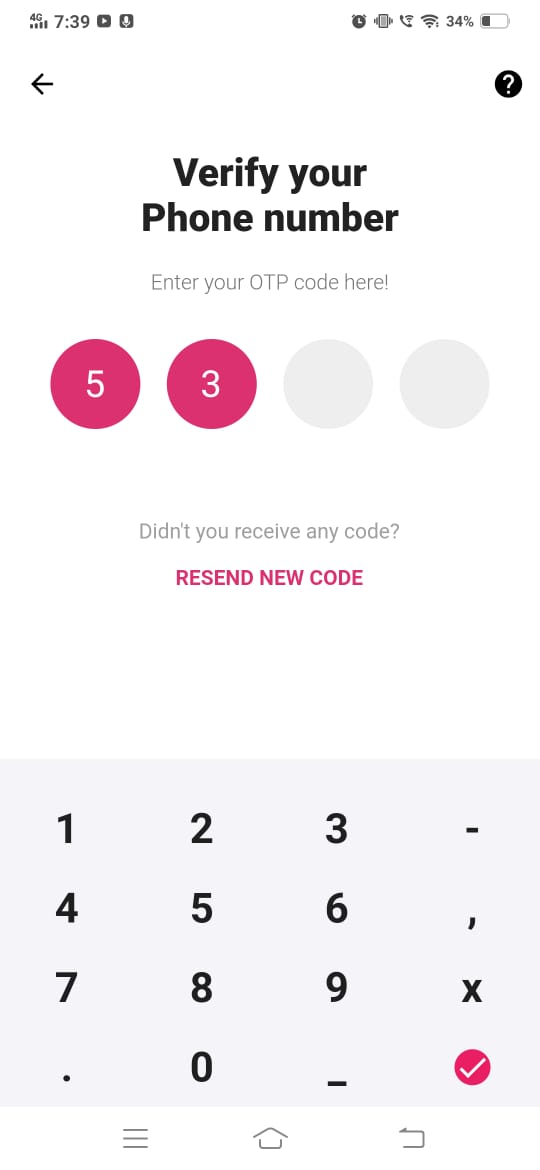 4G 7:39 34%
?
Verify your
Phone number
Enter your OTP code here!
5 3
Didn't you receive any code?
RESEND NEW CODE
1 2 3 -
4 5 6 ,
7 8 9 x
. 0 _